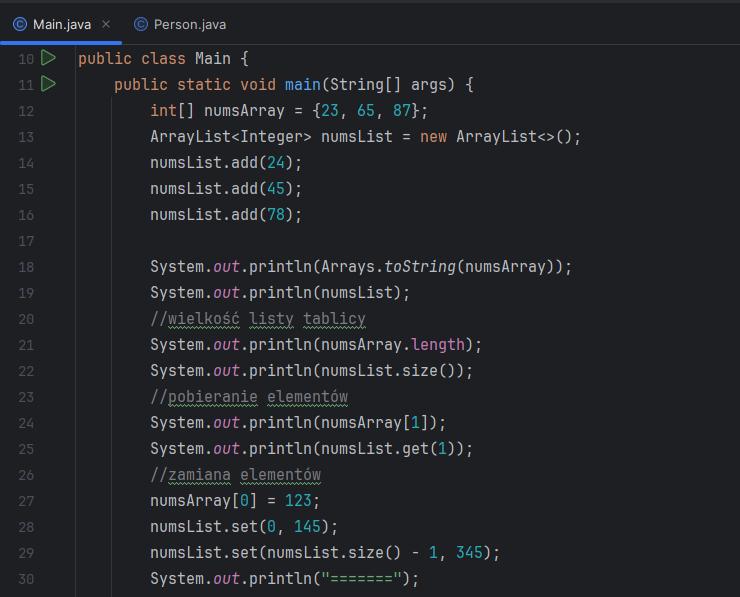 Main.java × Person.java
10 public class Main {
11 public static void main(String[] args) {
12 int[] numsArray = {23, 65, 87};
13 ArrayList<Integer> numsList = new ArrayList<>();
14 numsList.add(24);
15 numsList.add(45);
16 numsList.add(78);
17
18 System.out.println(Arrays.toString(numsArray));
19 System.out.println(numsList);
20 //wielkość listy tablicy
21 System.out.println(numsArray.length);
22 System.out.println(numsList.size());
23 //pobieranie elementów
24 System.out.println(numsArray[1]);
25 System.out.println(numsList.get(1));
26 //zamiana elementów
27 numsArray[0] = 123;
28 numsList.set(0, 145);
29 numsList.set(numsList.size() - 1, 345);
30 System.out.println("=======");